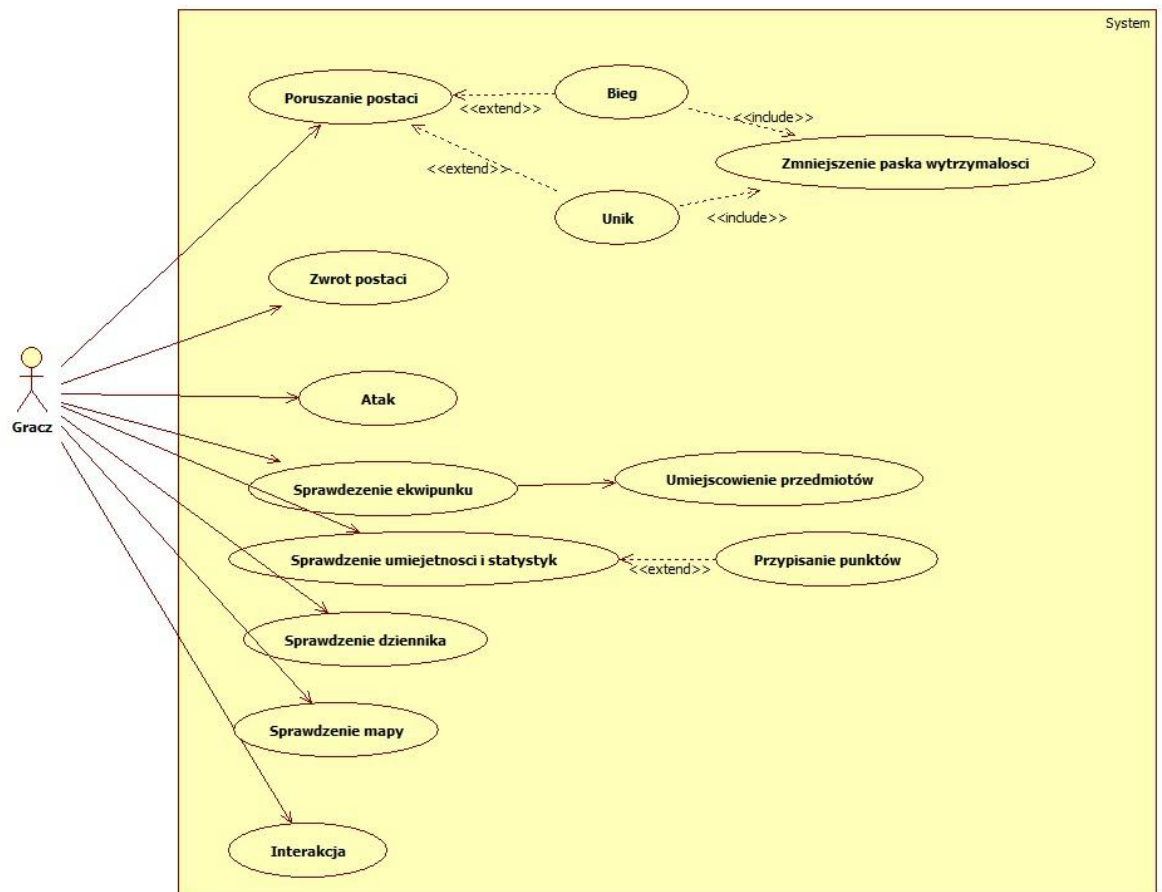 System
Poruszanie postaci
<<extend>>
Bieg
<<include>>
Zmniejszenie paska wytrzymalosci
<<extend>>
Unik
<<include>>
Zwrot postaci
Gracz
Atak
Sprawdezenie ekwipunku
Umiejscowienie przedmiotów
Sprawdzenie umiejetnosci i statystyk
<<extend>>
Przypisanie punktów
Sprawdzenie dziennika
Sprawdzenie mapy
Interakcja